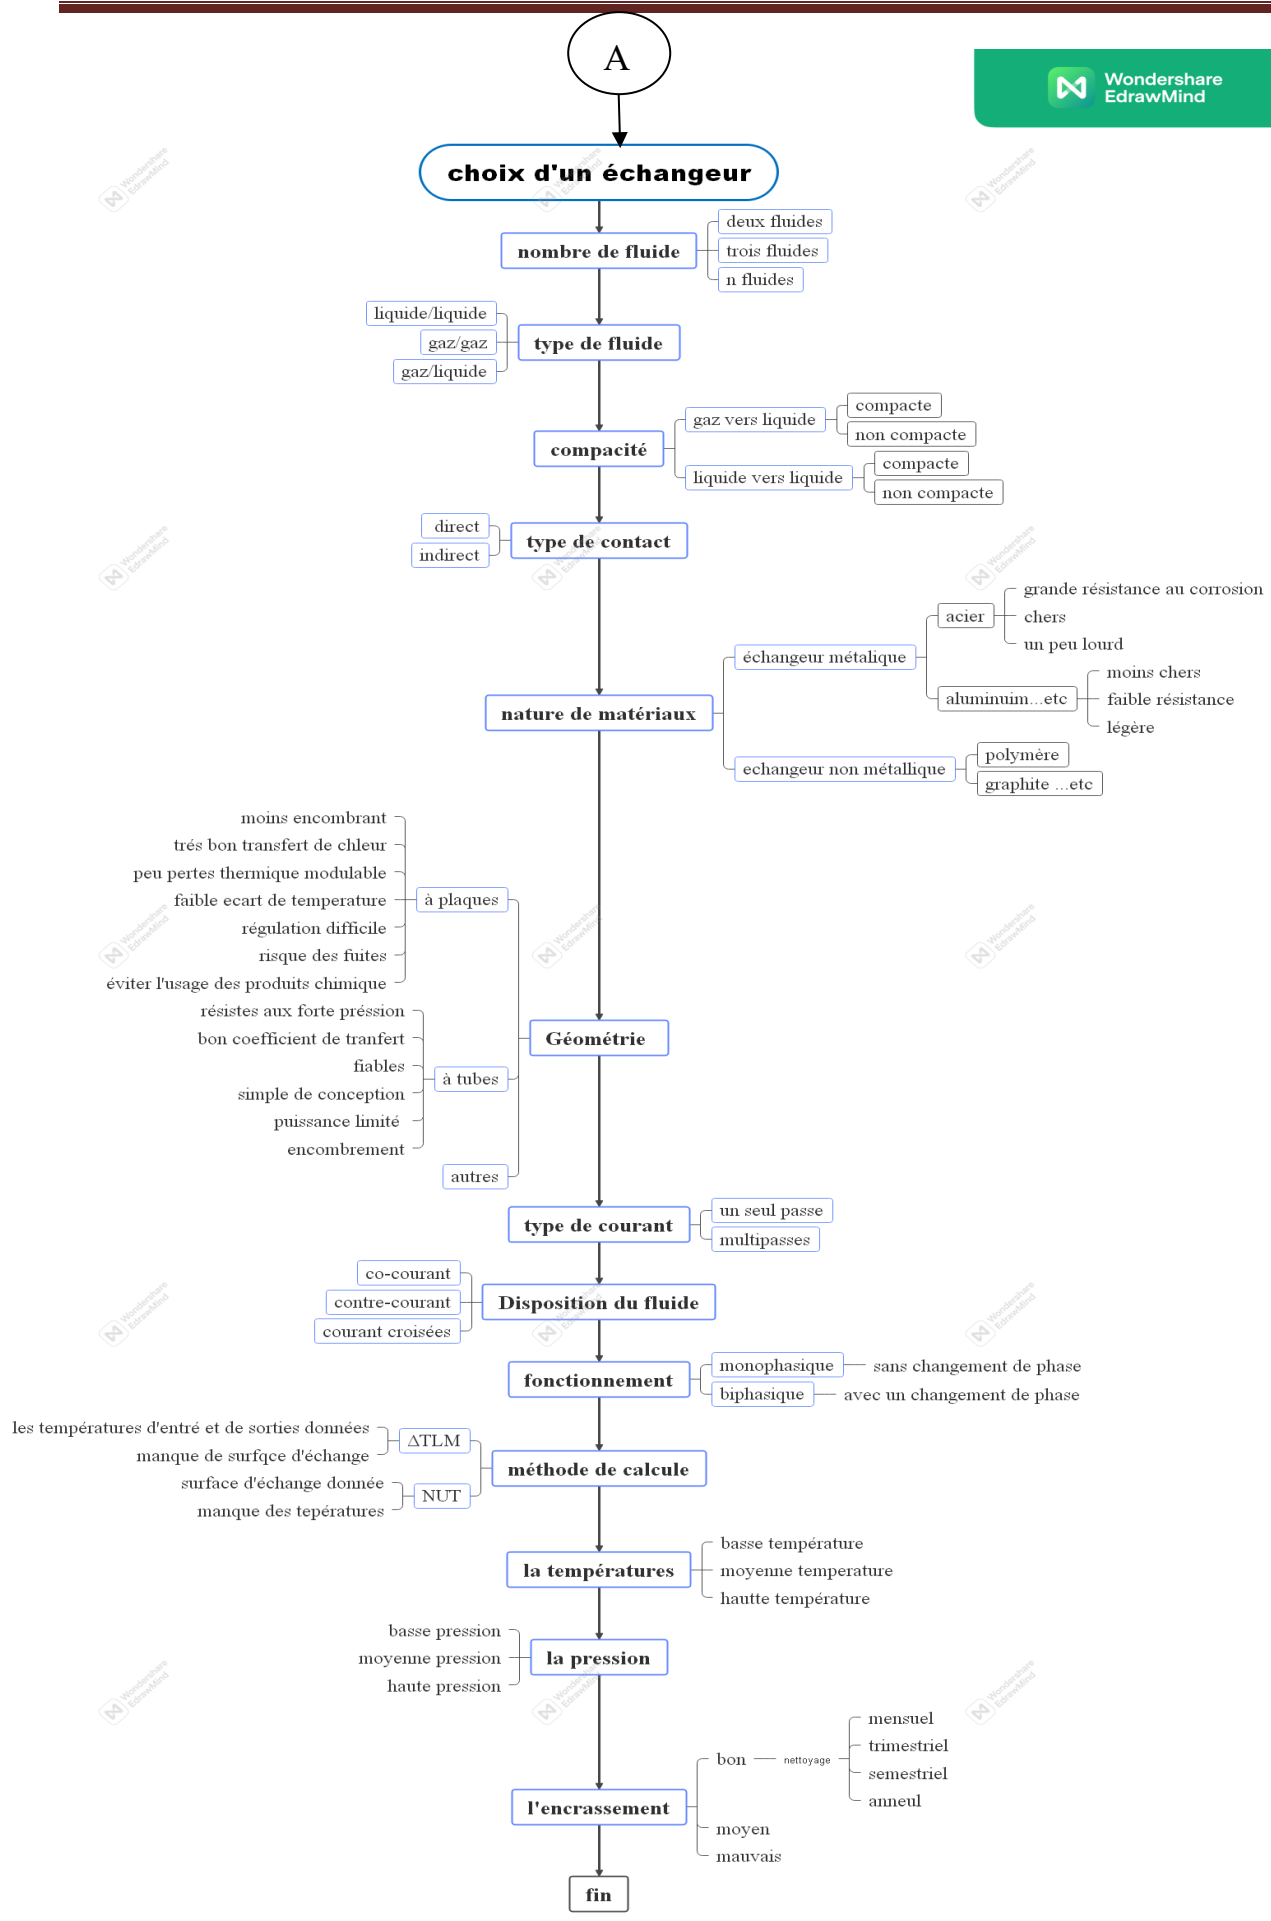 A
Wondershare
EdrawMind
choix d'un échangeur
nombre de fluide
deux fluides
trois fluides
n fluides
type de fluide
liquide/liquide
gaz/gaz
gaz/liquide
compacité
gaz vers liquide
compacte
non compacte
liquide vers liquide
compacte
non compacte
type de contact
direct
indirect
nature de matériaux
échangeur métalique
acier
grande résistance au corrosion
chers
un peu lourd
aluminuim...etc
moins chers
faible résistance
légère
echangeur non métallique
polymère
graphite ...etc
Géométrie
à plaques
moins encombrant
trés bon transfert de chleur
peu pertes thermique modulable
faible ecart de temperature
régulation difficile
risque des fuites
éviter l'usage des produits chimique
à tubes
résistes aux forte préssion
bon coefficient de tranfert
fiables
simple de conception
puissance limité
encombrement
autres
type de courant
un seul passe
multipasses
Disposition du fluide
co-courant
contre-courant
courant croisées
fonctionnement
monophasique
sans changement de phase
biphasique
avec un changement de phase
méthode de calcule
ΔTLM
les températures d'entré et de sorties données
manque de surfqce d'échange
NUT
surface d'échange donnée
manque des tepératures
la températures
basse température
moyenne temperature
hautte température
la pression
basse pression
moyenne pression
haute pression
l'encrassement
bon
nettoyage
mensuel
trimestriel
semestriel
anneul
moyen
mauvais
fin